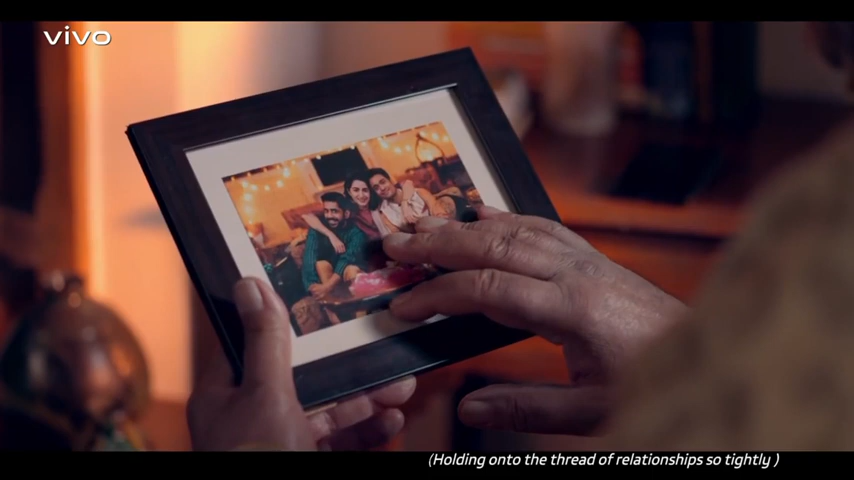 vivo
(Holding onto the thread of relationships so tightly )